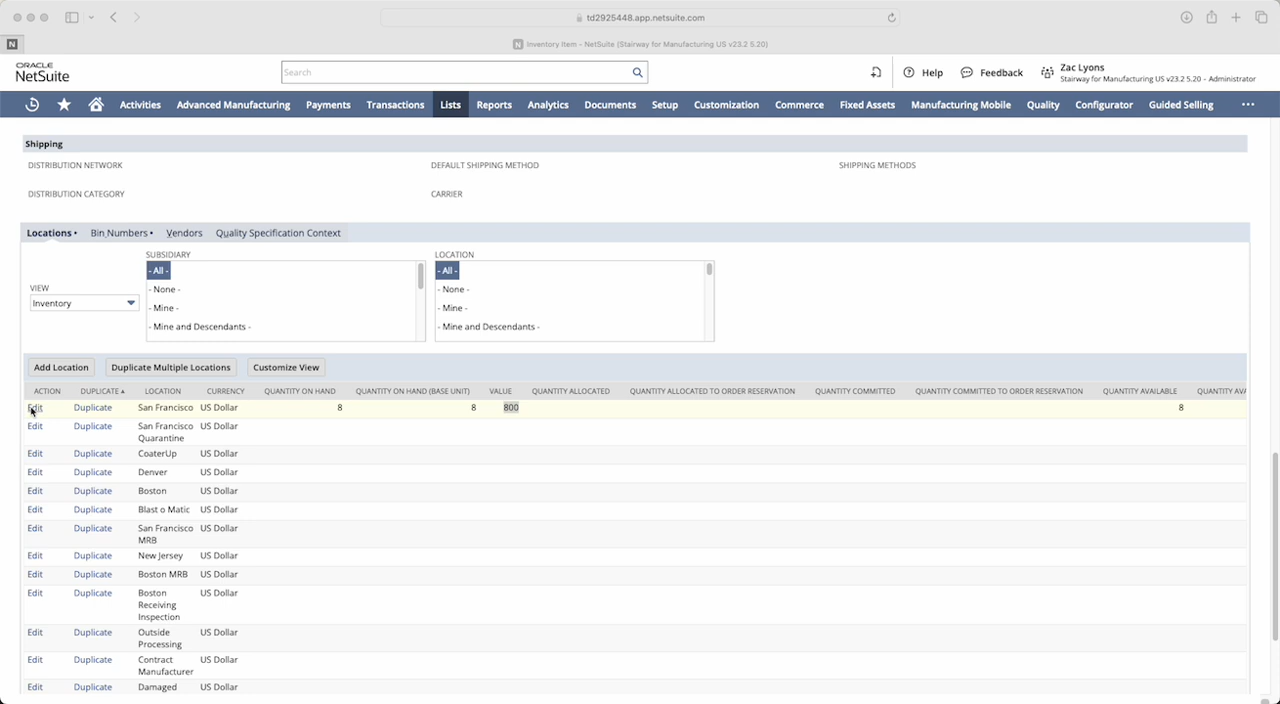 td2925448.app.netsuite.com
N
N Inventory Item - NetSuite (Stairway for Manufacturing US v23.2 5.20)
ORACLE
NetSuite
Search
Help
Feedback
Zac Lyons
Stairway for Manufacturing US v23.2 5.20 - Administrator
Activities Advanced Manufacturing Payments Transactions Lists Reports Analytics Documents Setup Customization Commerce Fixed Assets Manufacturing Mobile Quality Configurator Guided Selling
Shipping
DISTRIBUTION NETWORK DEFAULT SHIPPING METHOD SHIPPING METHODS
DISTRIBUTION CATEGORY CARRIER
Locations • Bin Numbers • Vendors Quality Specification Context
SUBSIDIARY LOCATION
- All - - All -
- None - - None -
VIEW
Inventory
- Mine - - Mine -
- Mine and Descendants - - Mine and Descendants -
Add Location Duplicate Multiple Locations Customize View
ACTION DUPLICATE ▲ LOCATION CURRENCY QUANTITY ON HAND QUANTITY ON HAND (BASE UNIT) VALUE QUANTITY ALLOCATED QUANTITY ALLOCATED TO ORDER RESERVATION QUANTITY COMMITTED QUANTITY COMMITTED TO ORDER RESERVATION QUANTITY AVAILABLE QUANTITY AVA
Edit Duplicate San Francisco US Dollar 8 8 800 8
Edit Duplicate San Francisco US Dollar
Quarantine
Edit Duplicate CoaterUp US Dollar
Edit Duplicate Denver US Dollar
Edit Duplicate Boston US Dollar
Edit Duplicate Blast o Matic US Dollar
Edit Duplicate San Francisco US Dollar
MRB
Edit Duplicate New Jersey US Dollar
Edit Duplicate Boston MRB US Dollar
Edit Duplicate Boston US Dollar
Receiving
Inspection
Edit Duplicate Outside US Dollar
Processing
Edit Duplicate Contract US Dollar
Manufacturer
Edit Duplicate Damaged US Dollar